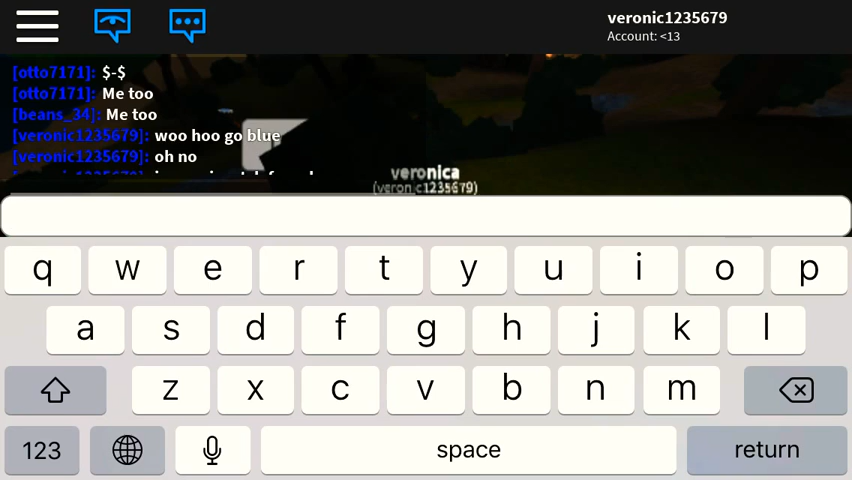 veronic1235679
Account: <13
[otto7171]: $-$
[otto7171]: Me too
[beans_34]: Me too
[veronic1235679]: woo hoo go blue
[veronic1235679]: oh no
veronica
(veronic1235679)
q w e r t y u i o p
a s d f g h j k l
z x c v b n m
123 space return